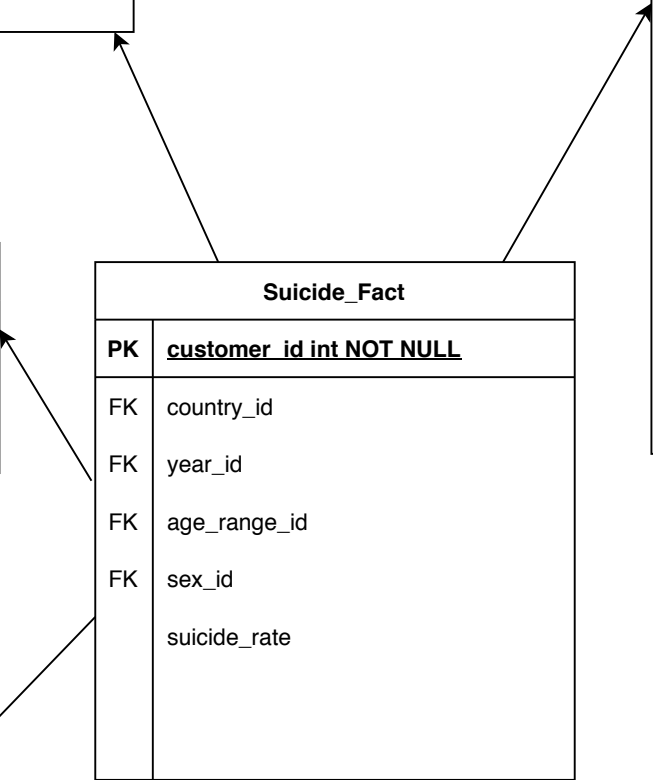 Suicide_Fact
PK customer_id int NOT NULL
FK country_id
FK year_id
FK age_range_id
FK sex_id
suicide_rate